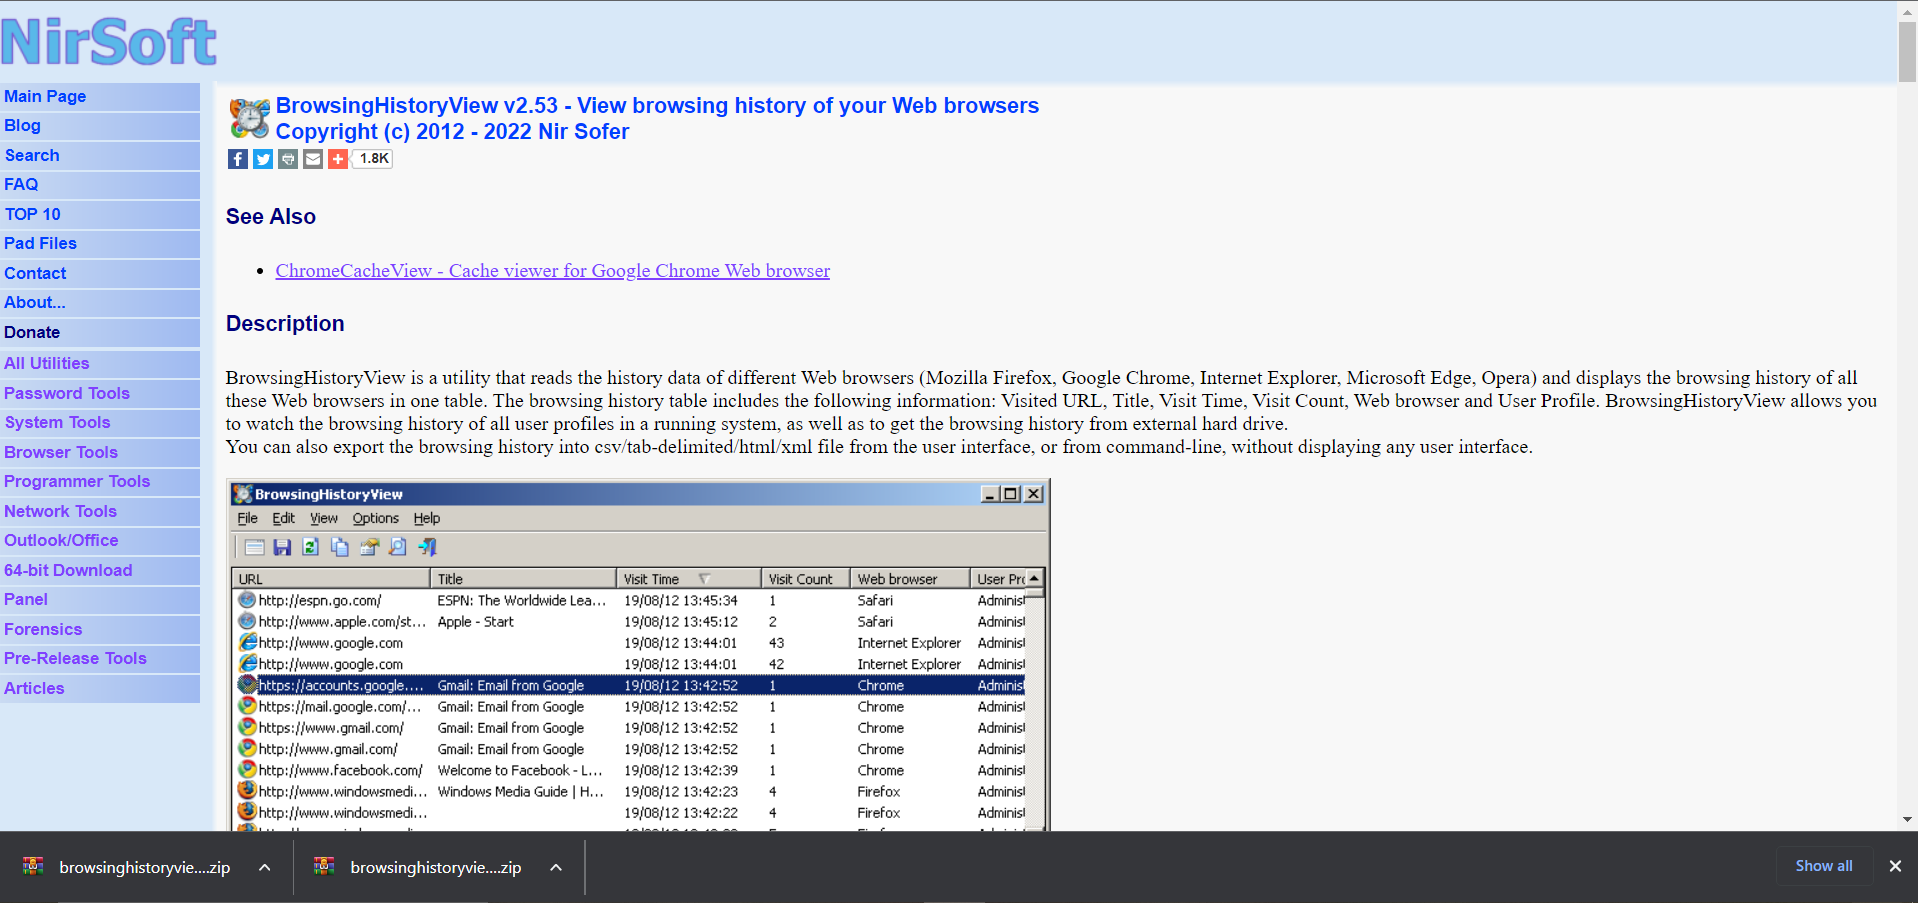 NirSoft
Main Page
Blog
Search
FAQ
TOP 10
Pad Files
Contact
About...
Donate
All Utilities
Password Tools
System Tools
Browser Tools
Programmer Tools
Network Tools
Outlook/Office
64-bit Download
Panel
Forensics
Pre-Release Tools
Articles
BrowsingHistoryView v2.53 - View browsing history of your Web browsers
Copyright (c) 2012 - 2022 Nir Sofer
1.8K
See Also
ChromeCacheView - Cache viewer for Google Chrome Web browser
Description
BrowsingHistoryView is a utility that reads the history data of different Web browsers (Mozilla Firefox, Google Chrome, Internet Explorer, Microsoft Edge, Opera) and displays the browsing history of all
these Web browsers in one table. The browsing history table includes the following information: Visited URL, Title, Visit Time, Visit Count, Web browser and User Profile. BrowsingHistoryView allows you
to watch the browsing history of all user profiles in a running system, as well as to get the browsing history from external hard drive.
You can also export the browsing history into csv/tab-delimited/html/xml file from the user interface, or from command-line, without displaying any user interface.
BrowsingHistoryView
File Edit View Options Help
URL Title Visit Time Visit Count Web browser User Pro
http://espn.go.com/ ESPN: The Worldwide Lea... 19/08/12 13:45:34 1 Safari Adminis
http://www.apple.com/st... Apple - Start 19/08/12 13:45:12 2 Safari Adminis
http://www.google.com 19/08/12 13:44:01 43 Internet Explorer Adminis
http://www.google.com 19/08/12 13:44:01 42 Internet Explorer Adminis
https://accounts.google.... Gmail: Email from Google 19/08/12 13:42:52 1 Chrome Adminis
https://mail.google.com/... Gmail: Email from Google 19/08/12 13:42:52 1 Chrome Adminis
https://www.gmail.com/ Gmail: Email from Google 19/08/12 13:42:52 1 Chrome Adminis
http://www.gmail.com/ Gmail: Email from Google 19/08/12 13:42:52 1 Chrome Adminis
http://www.facebook.com/ Welcome to Facebook - L... 19/08/12 13:42:39 1 Chrome Adminis
http://www.windowsmedi... Windows Media Guide | H... 19/08/12 13:42:23 4 Firefox Adminis
http://www.windowsmedi... 19/08/12 13:42:22 4 Firefox Adminis
browsinghistoryvie....zip
browsinghistoryvie....zip
Show all